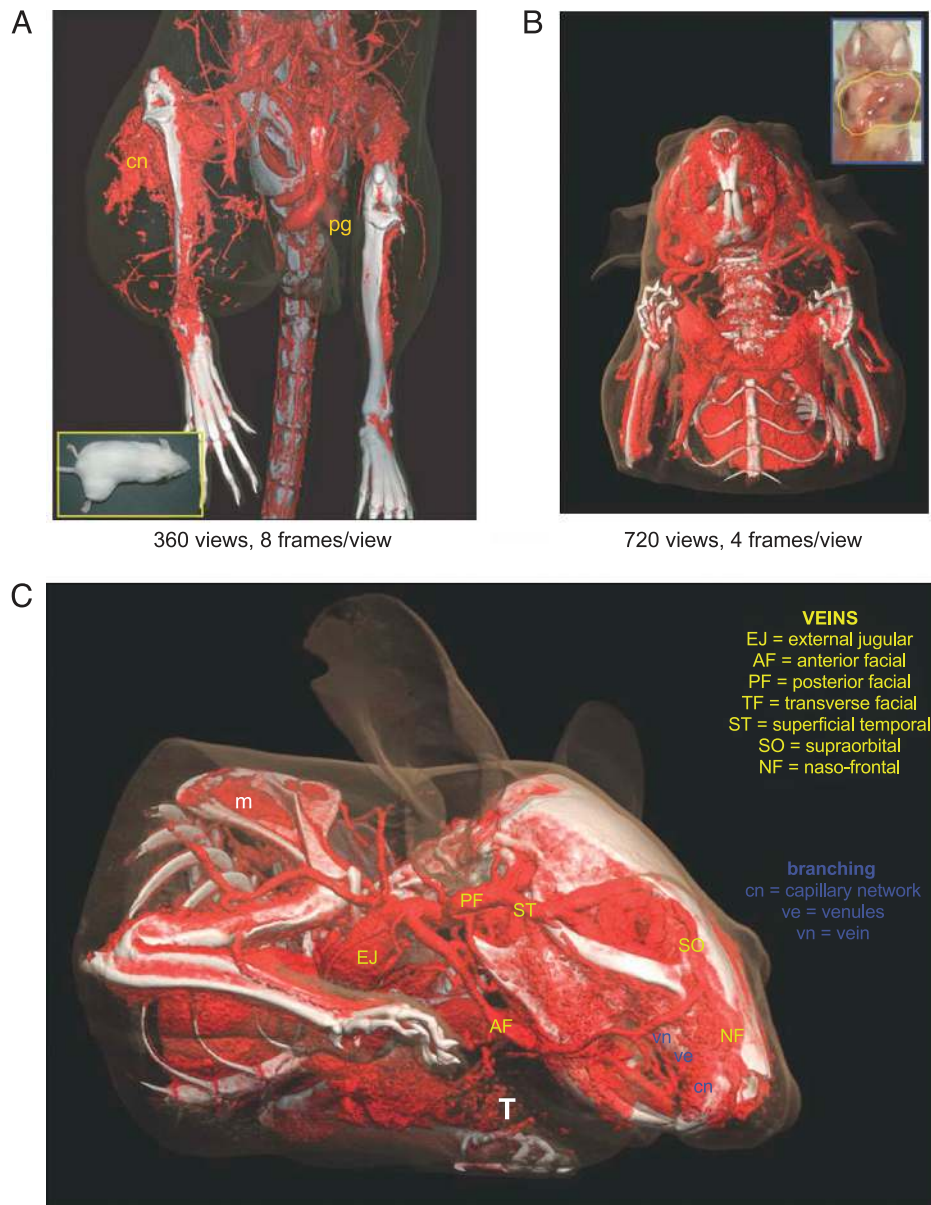 A
B
cn
pg
360 views, 8 frames/view
720 views, 4 frames/view
C
VEINS
EJ = external jugular
AF = anterior facial
PF = posterior facial
TF = transverse facial
ST = superficial temporal
SO = supraorbital
NF = naso-frontal
m
branching
cn = capillary network
ve = venules
vn = vein
PF
ST
EJ
SO
AF
NF
vn
ve
cn
T